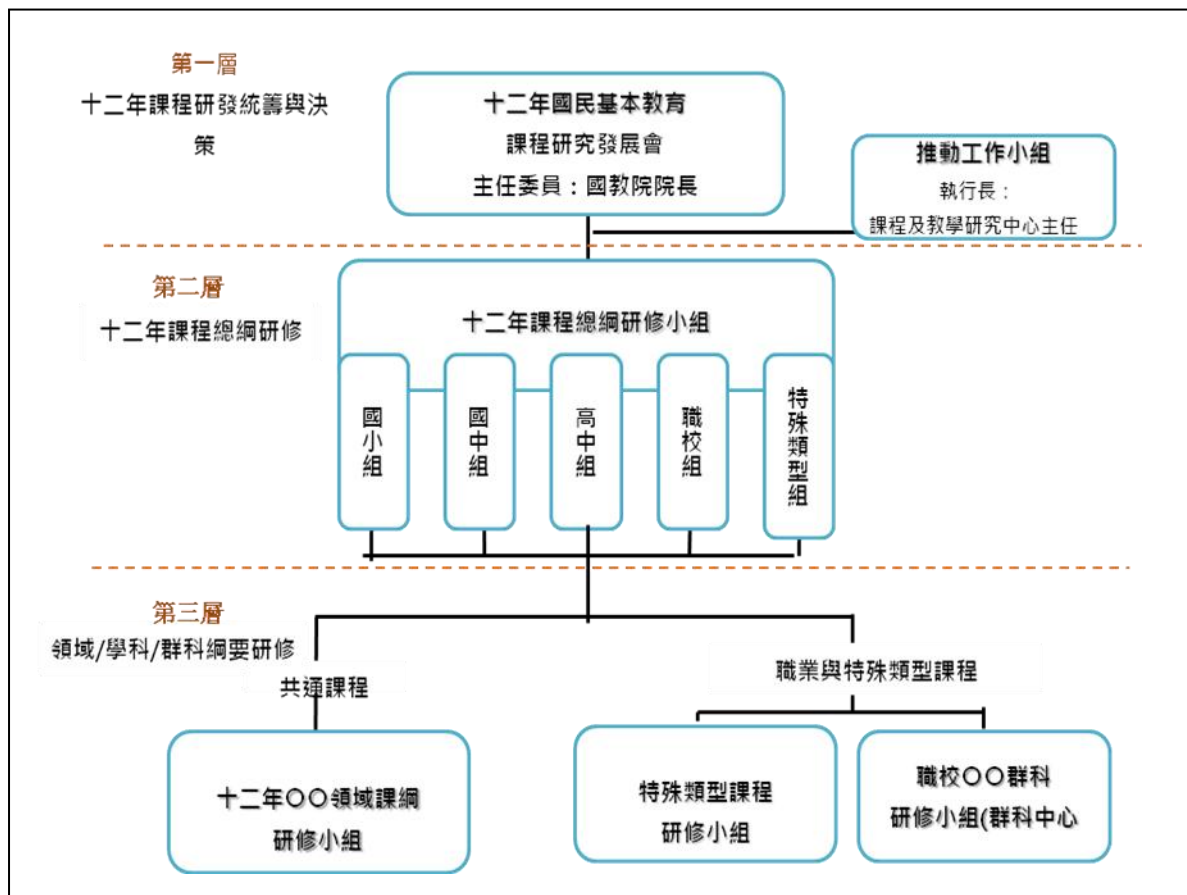 第一層
十二年課程研發統籌與決
策
十二年國民基本教育
課程研究發展會
主任委員：國教院院長
推動工作小組
執行長：
課程及教學研究中心主任
第二層
十二年課程總綱研修
十二年課程總綱研修小組
國小組
國中組
高中組
職校組
特殊類型組
第三層
領域/學科/群科綱要研修
共通課程
職業與特殊類型課程
十二年〇〇領域課綱
研修小組
特殊類型課程
研修小組
職校〇〇群科
研修小組(群科中心